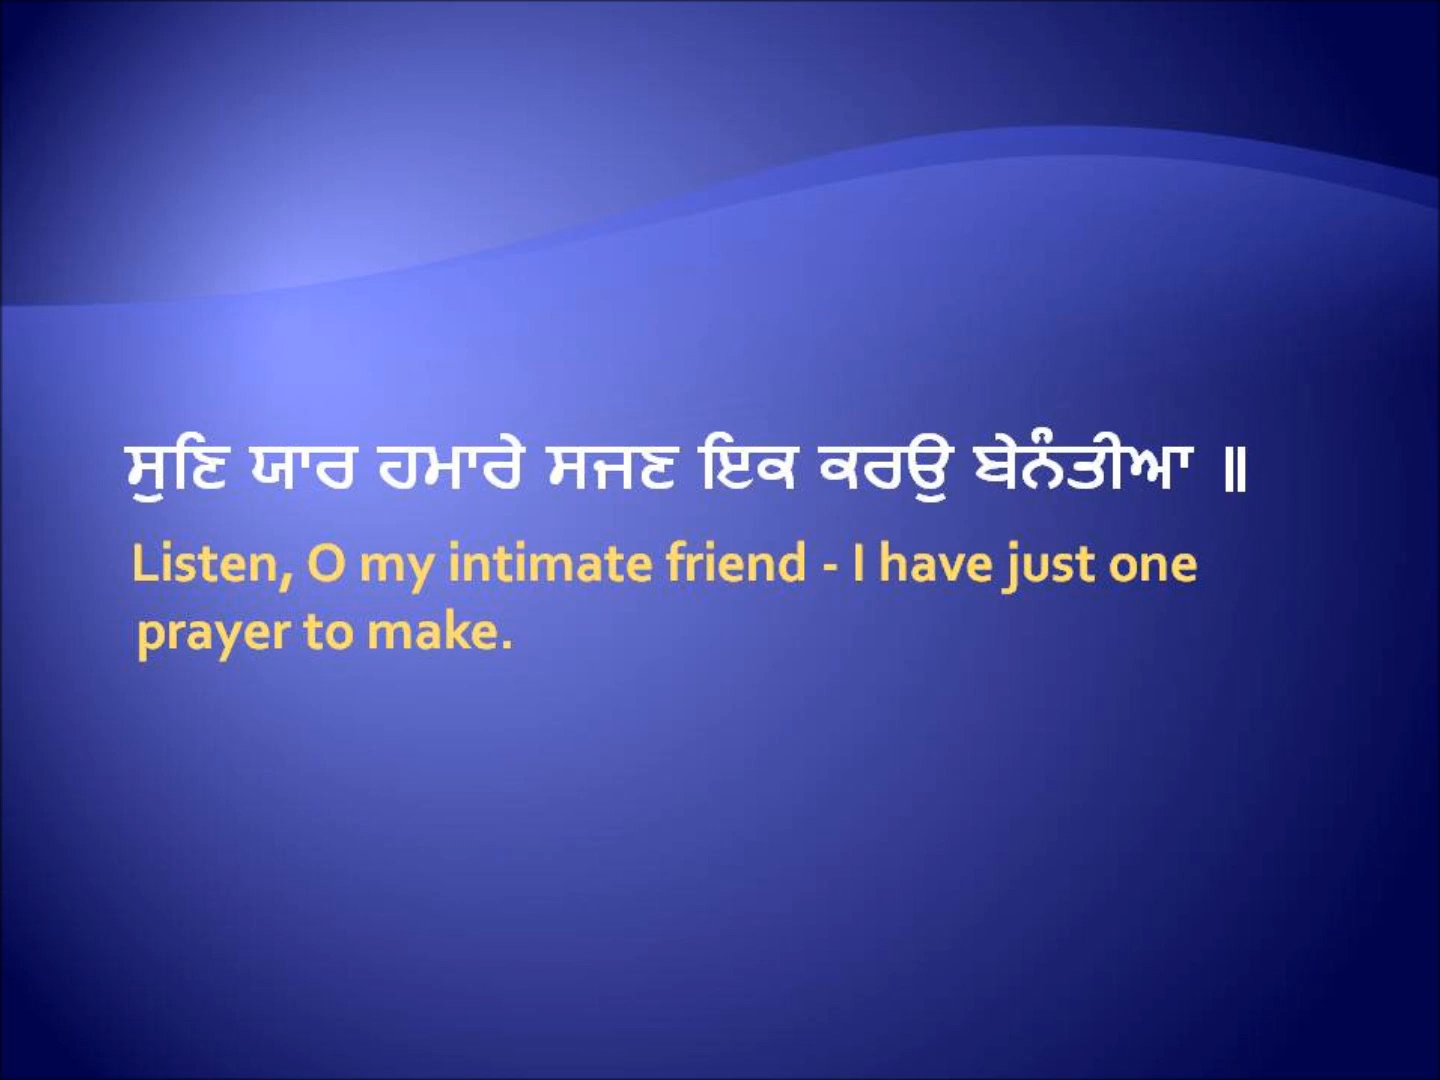 ਸੁਣਿ ਯਾਰ ਹਮਾਰੇ ਸਜਣ ਇਕ ਕਰਉ ਬੇਨੰਤੀਆ ॥
Listen, O my intimate friend - I have just one
prayer to make.